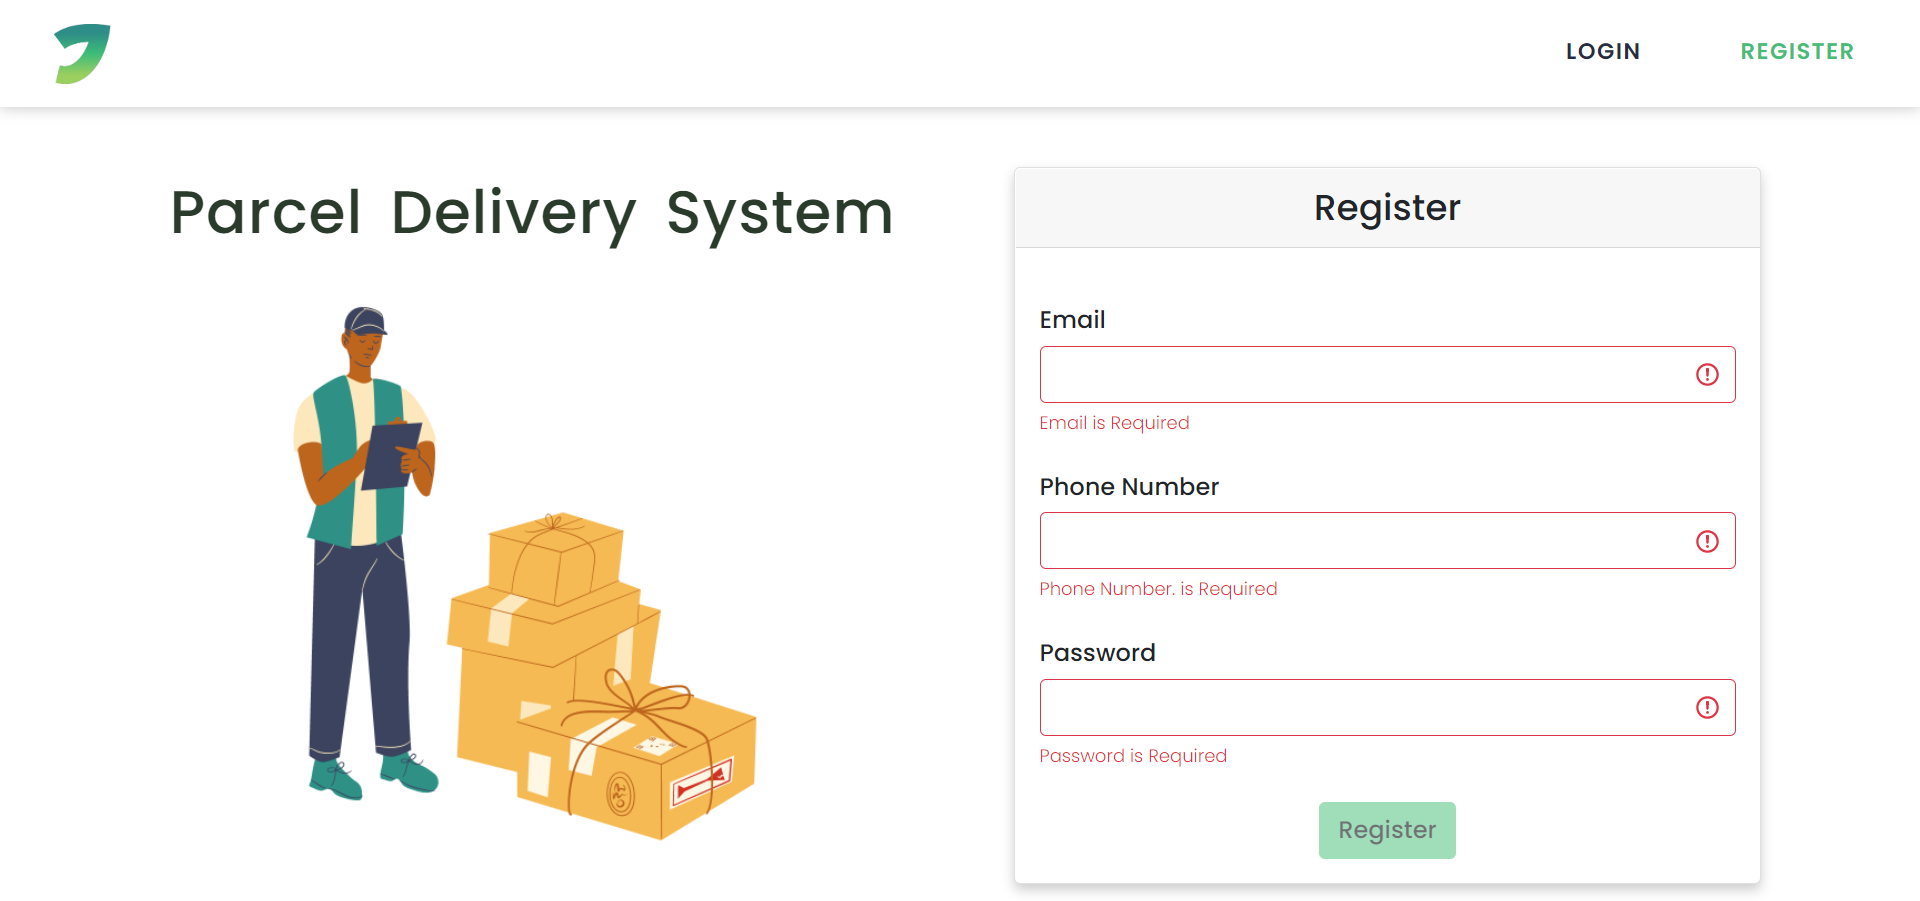 LOGIN
REGISTER
Parcel Delivery System
Register
Email
Email is Required
Phone Number
Phone Number. is Required
Password
Password is Required
Register